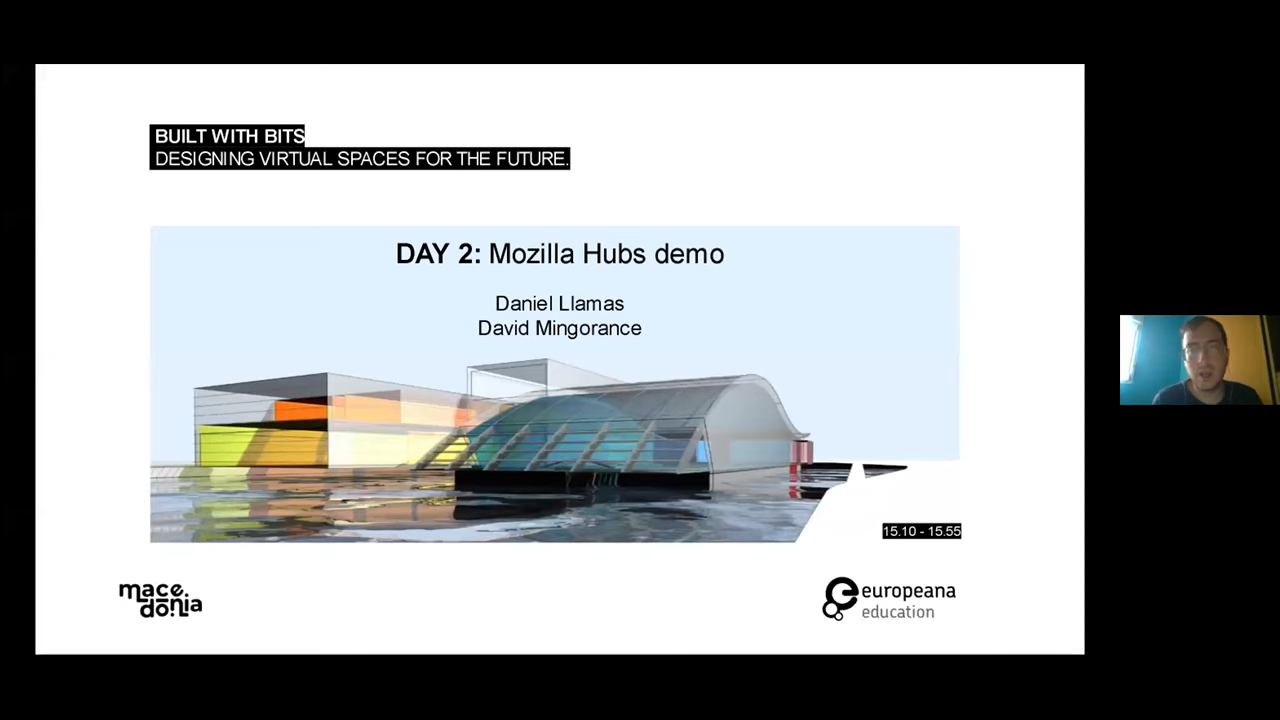 BUILT WITH BITS
DESIGNING VIRTUAL SPACES FOR THE FUTURE.
DAY 2: Mozilla Hubs demo
Daniel Llamas
David Mingorance
15.10 - 15.55
mace
dōnia
europeana
education